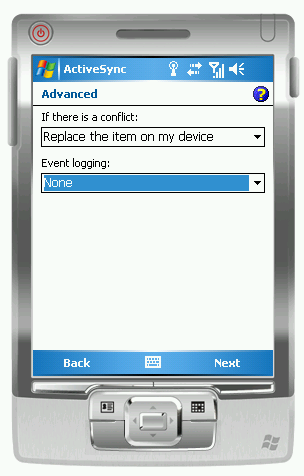 ActiveSync
Advanced
If there is a conflict:
Replace the item on my device
Event logging:
None
Back Next